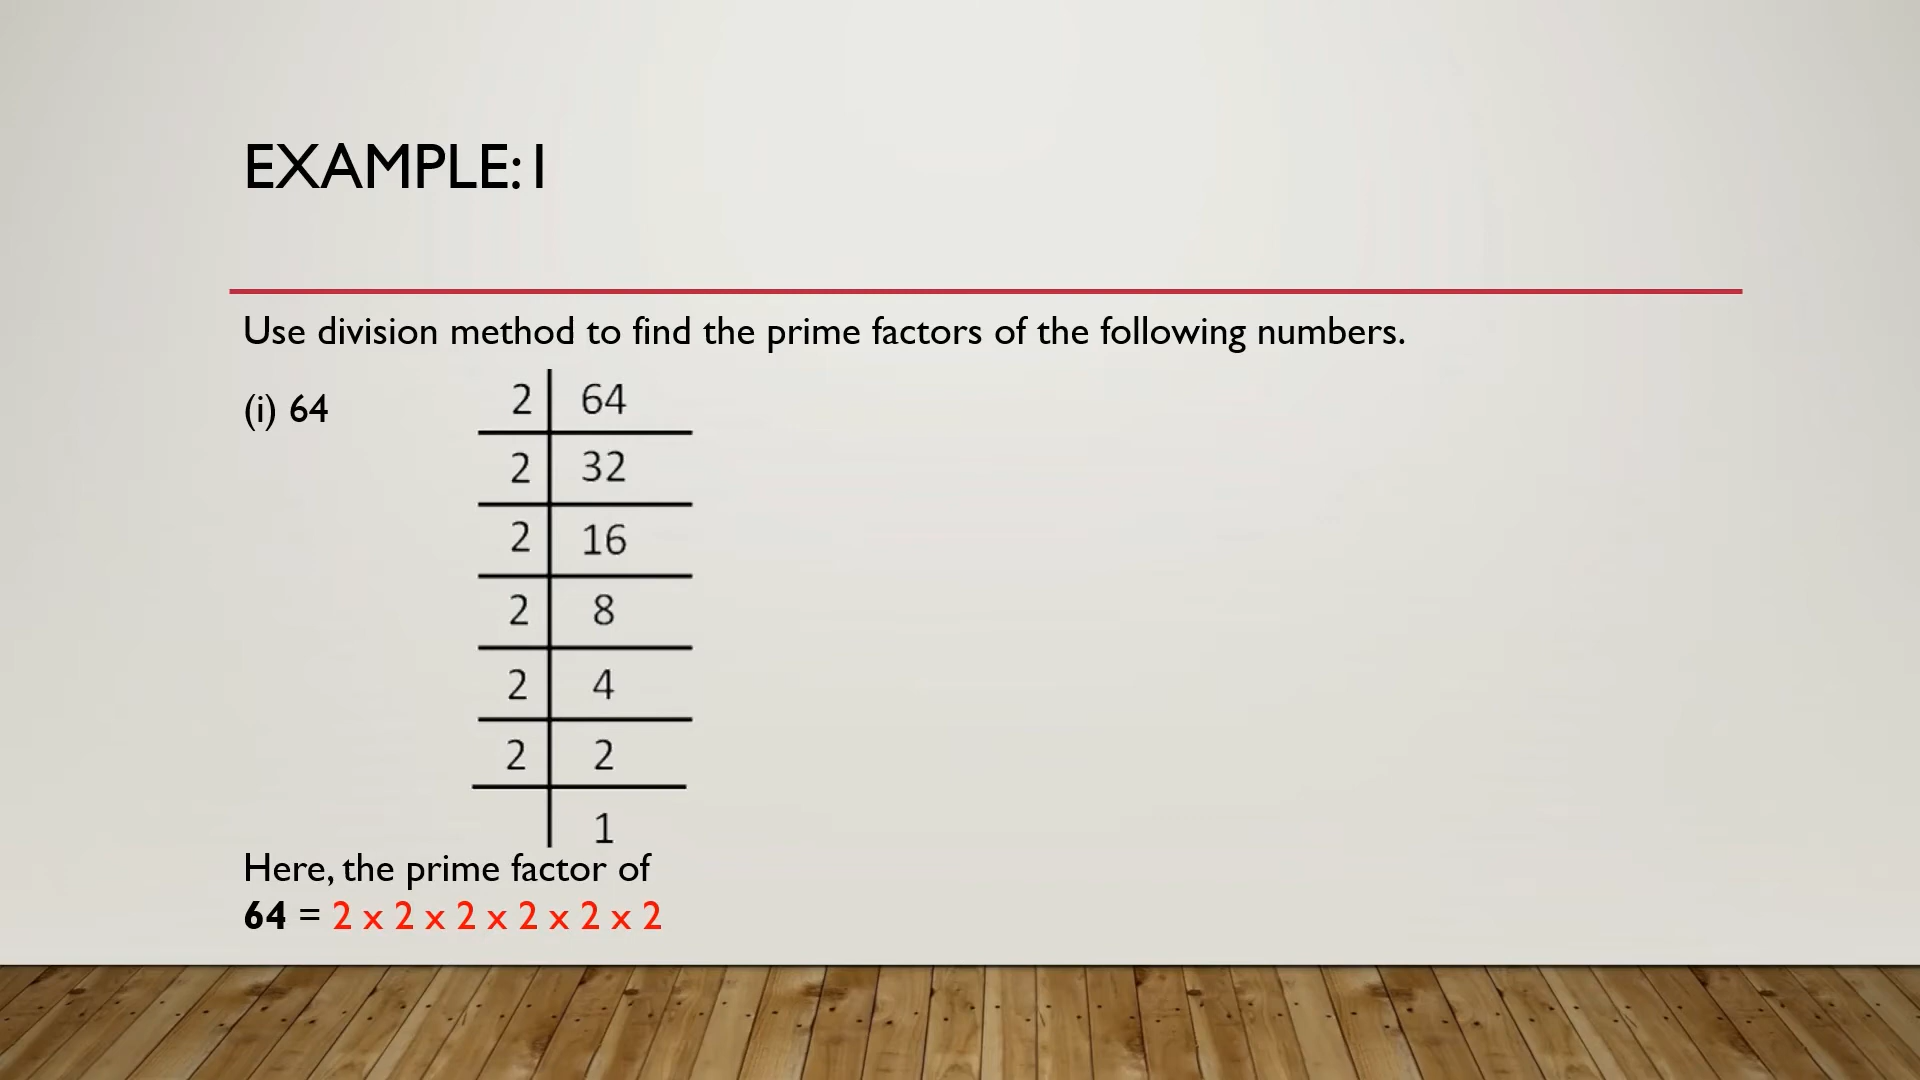 EXAMPLE: 1
Use division method to find the prime factors of the following numbers.
(i) 64
2 64
2 32
2 16
2 8
2 4
2 2
1
Here, the prime factor of
64 = 2 x 2 x 2 x 2 x 2 x 2